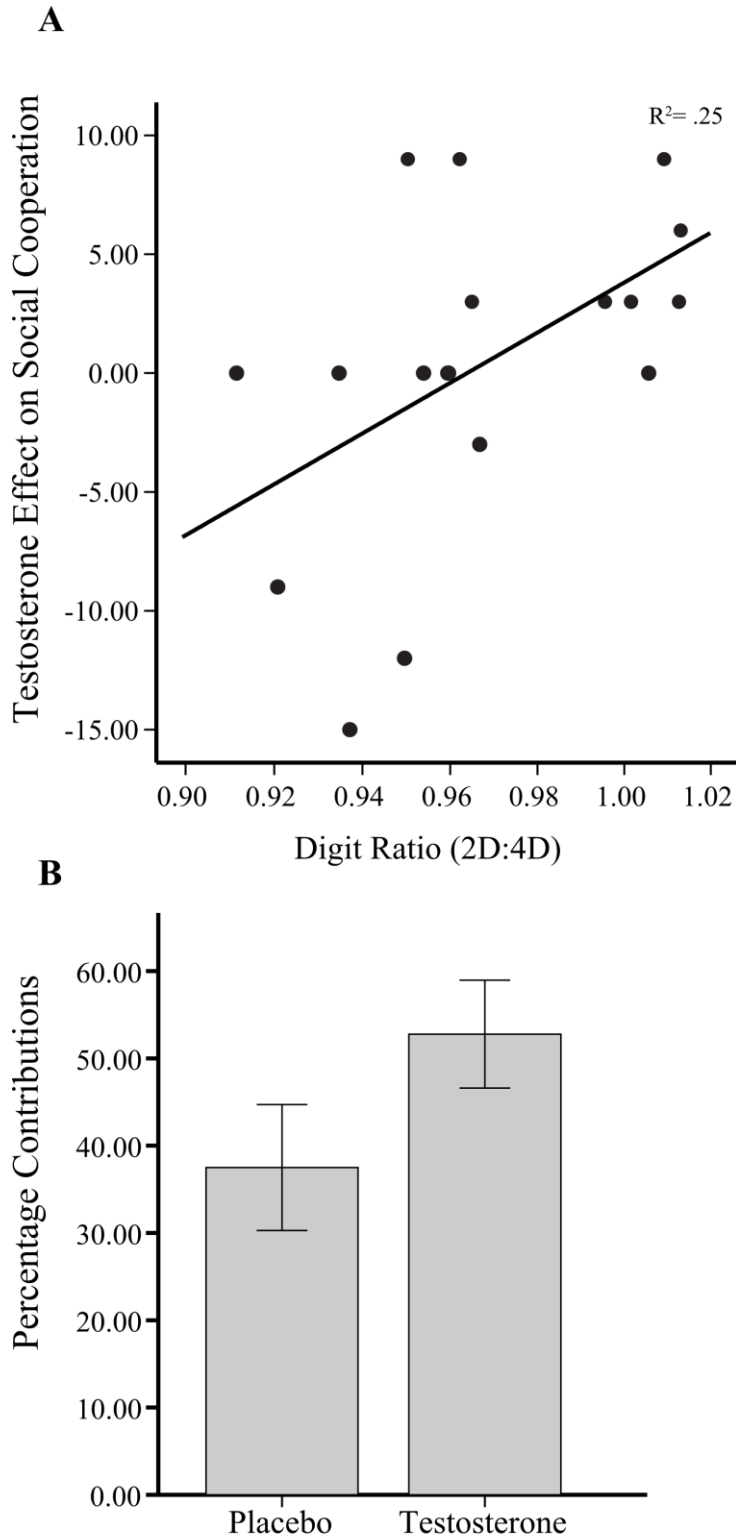 A
R²= .25
Testosterone Effect on Social Cooperation
10.00
5.00
0.00
-5.00
-10.00
-15.00
0.90 0.92 0.94 0.96 0.98 1.00 1.02
Digit Ratio (2D:4D)
B
Percentage Contributions
60.00
50.00
40.00
30.00
20.00
10.00
0.00
Placebo Testosterone